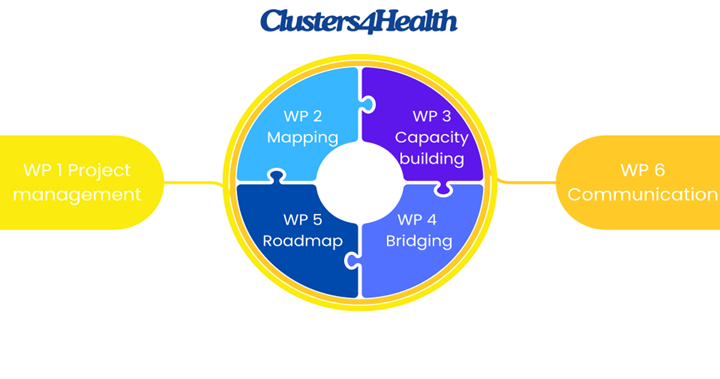 Clusters4Health
WP 1 Project
management
WP 2
Mapping
WP 3
Capacity
building
WP 5
Roadmap
WP 4
Bridging
WP 6
Communication